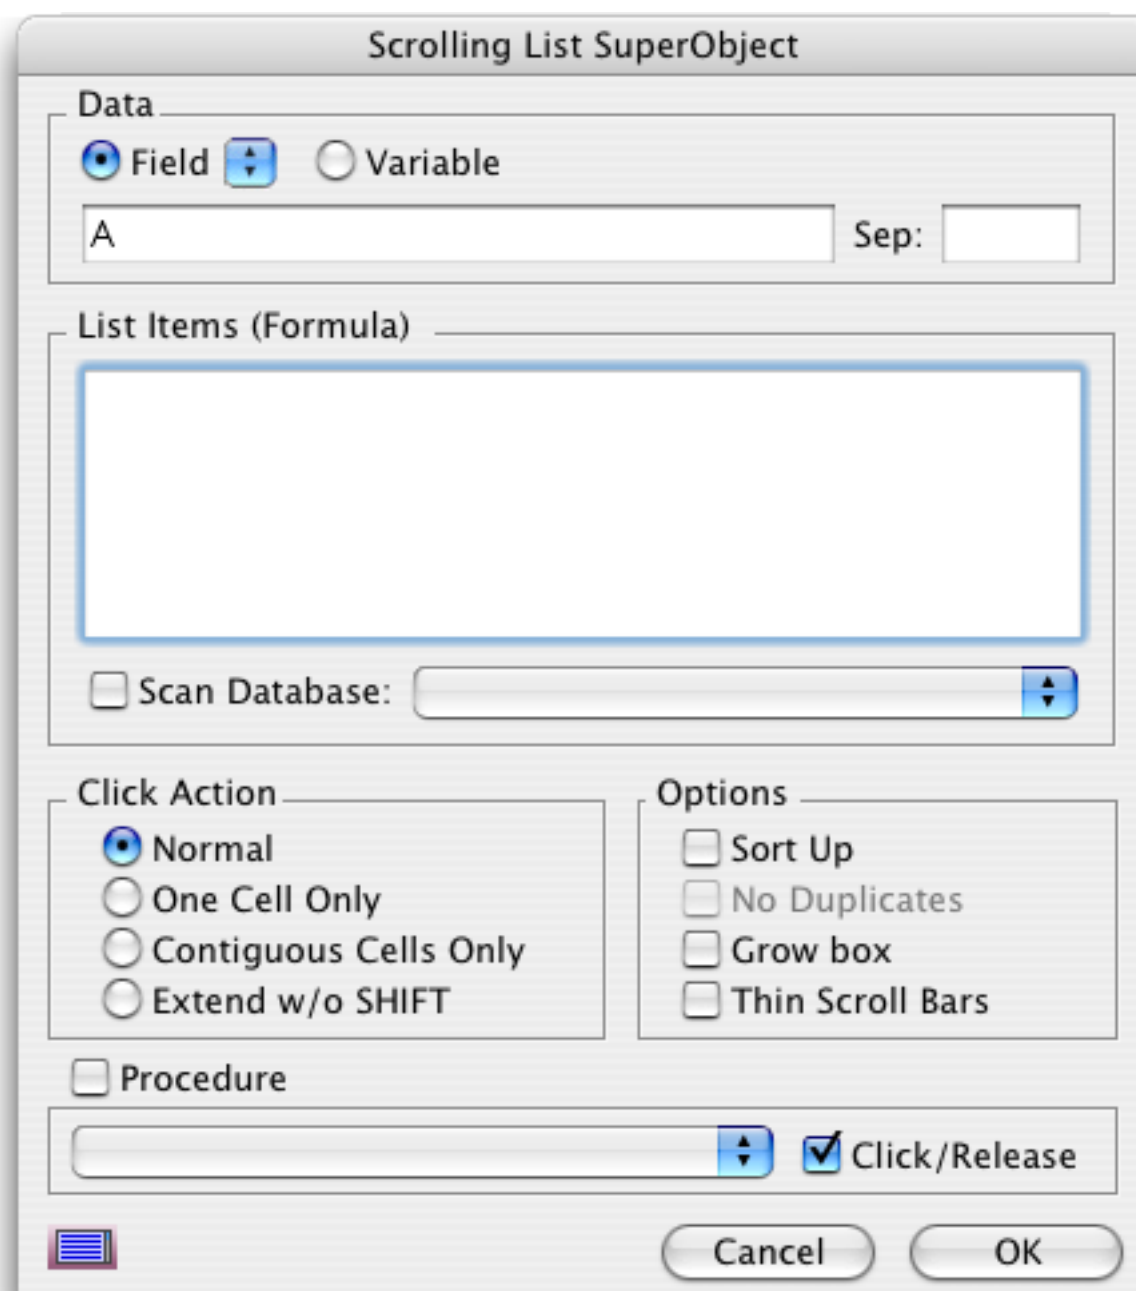 Scrolling List SuperObject
Data
Field Variable
A Sep:
List Items (Formula)
Scan Database:
Click Action
Normal
One Cell Only
Contiguous Cells Only
Extend w/o SHIFT
Options
Sort Up
No Duplicates
Grow box
Thin Scroll Bars
Procedure
Click/Release
Cancel OK